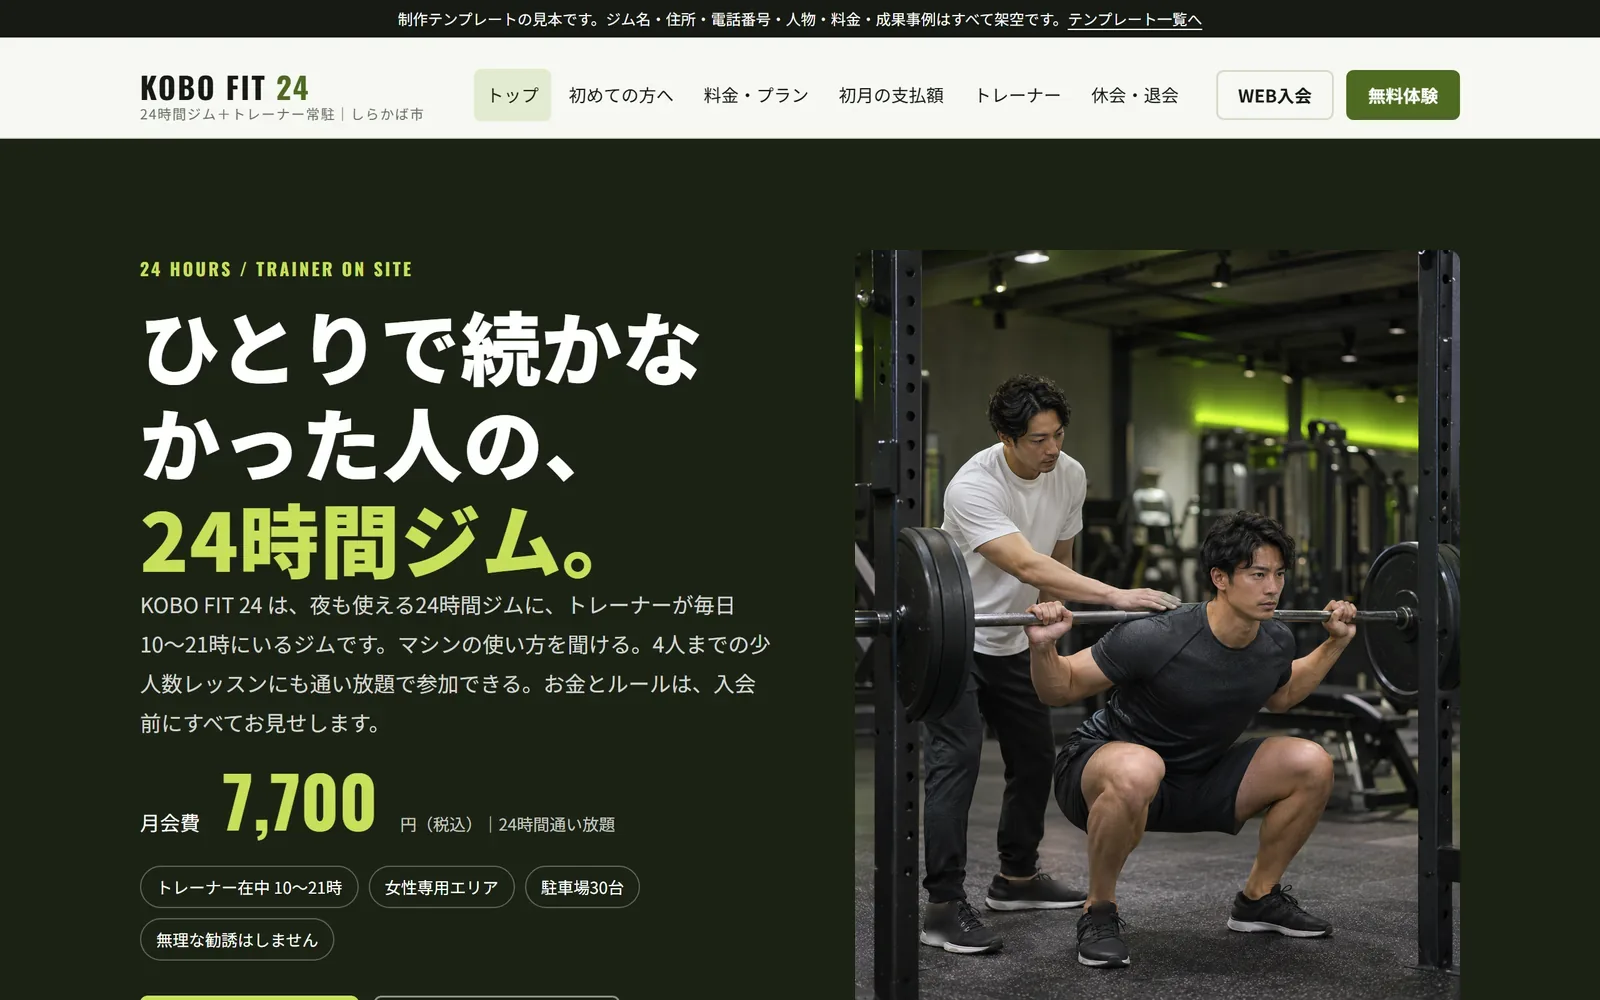 制作テンプレートの見本です。ジム名・住所・電話番号・人物・料金・成果事例はすべて架空です。テンプレート一覧へ
KOBO FIT 24
24時間ジム＋トレーナー常駐｜しらかば市
トップ
初めての方へ
料金・プラン
初月の支払額
トレーナー
休会・退会
WEB入会
無料体験
24 HOURS / TRAINER ON SITE
ひとりで続かな
かった人の、
24時間ジム。
KOBO FIT 24 は、夜も使える24時間ジムに、トレーナーが毎日
10〜21時にいるジムです。マシンの使い方を聞ける。4人までの少
人数レッスンにも通い放題で参加できる。お金とルールは、入会
前にすべてお見せします。
月会費 7,700 円（税込）｜24時間通い放題
トレーナー在中 10〜21時
女性専用エリア
駐車場30台
無理な勧誘はしません